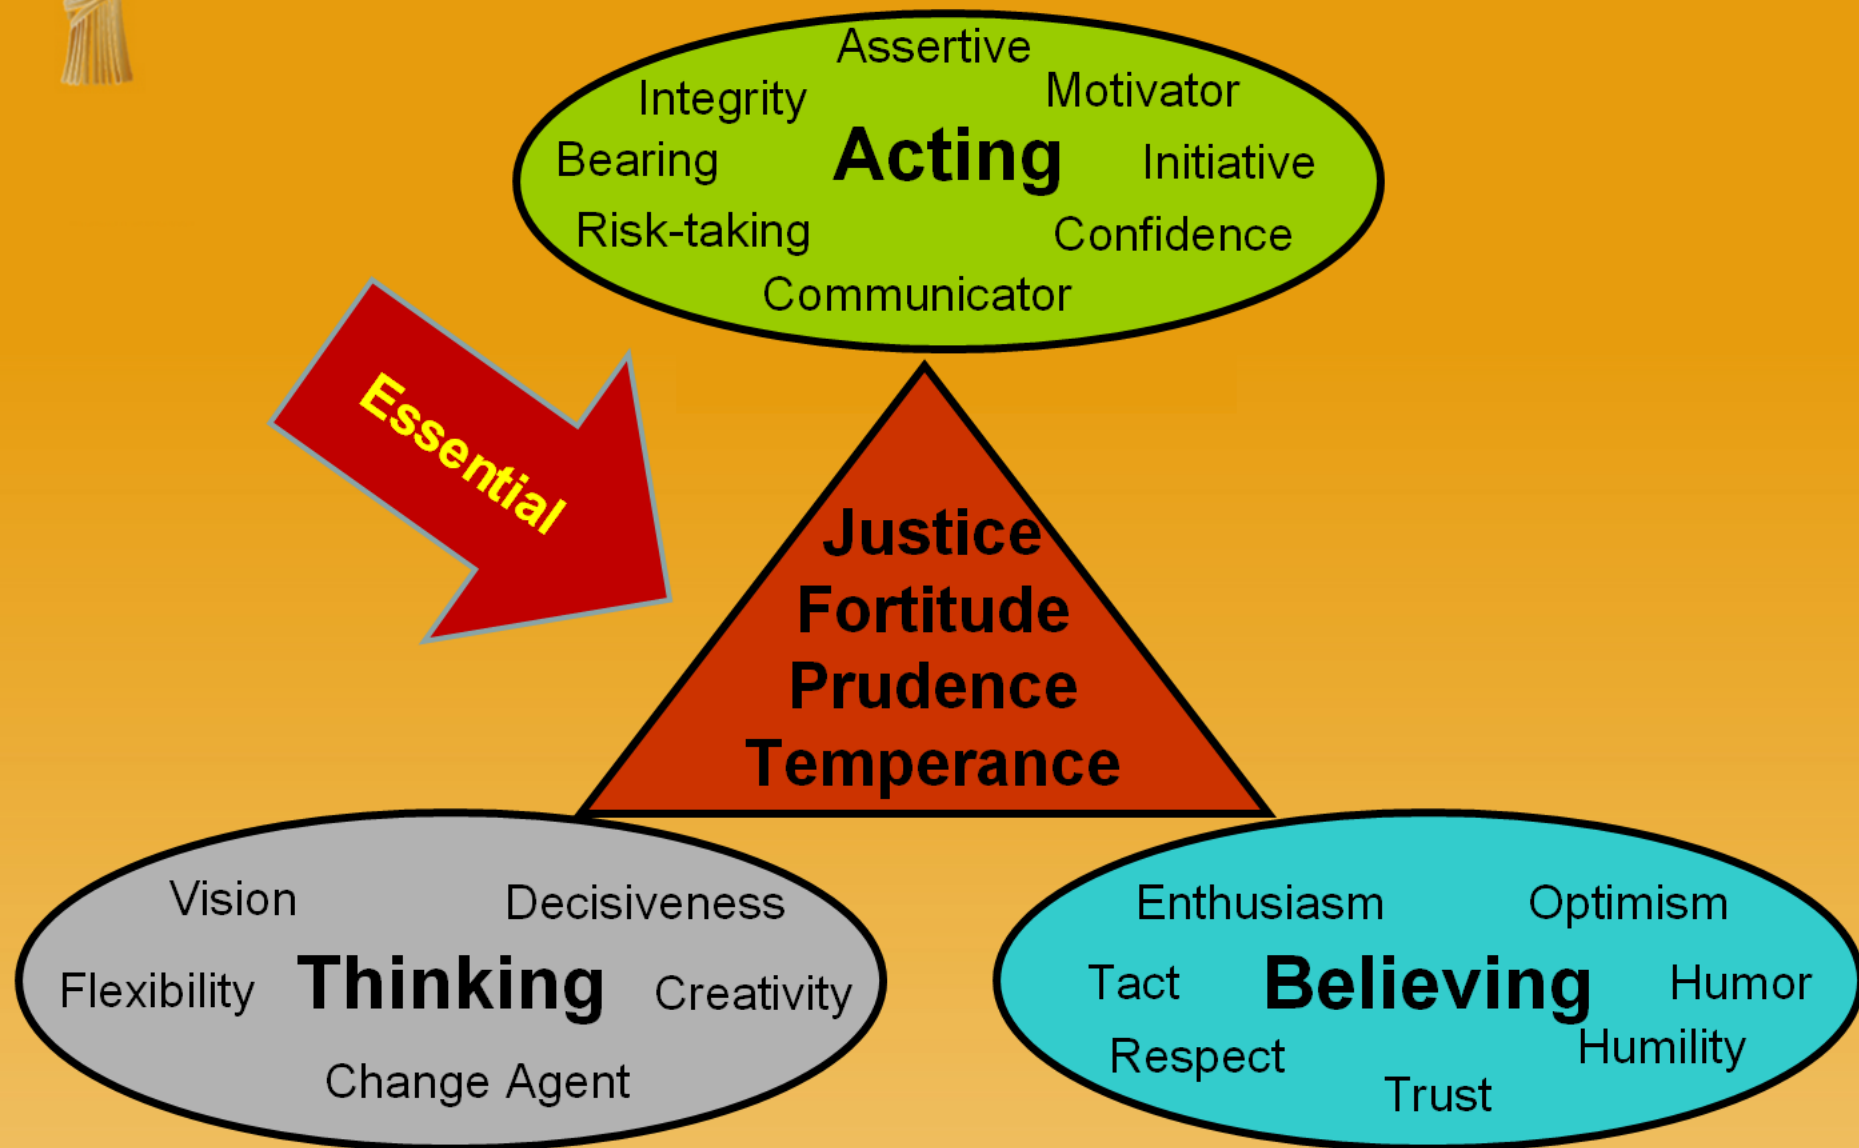 Assertive
Integrity Motivator
Bearing Acting Initiative
Risk-taking Confidence
Communicator
Essential
Justice
Fortitude
Prudence
Temperance
Vision Decisiveness
Flexibility Thinking Creativity
Change Agent
Enthusiasm Optimism
Tact Believing Humor
Respect Humility
Trust